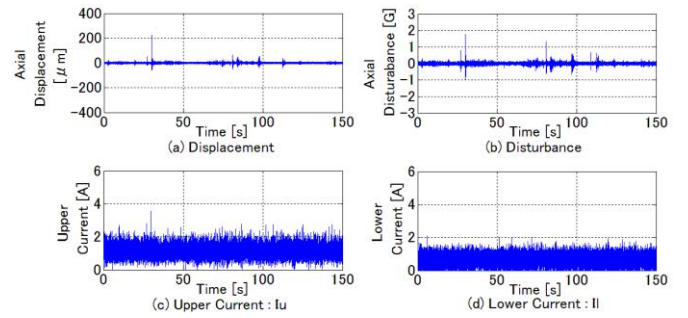 Axial
Displacement
[μm]
400
200
0
-200
-400
0
50
100
150
Time [s]
(a) Displacement
Axial
Disturabance [G]
3
2
1
0
-1
-2
-3
0
50
100
150
Time [s]
(b) Disturbance
Upper
Current [A]
6
4
2
0
0
50
100
150
Time [s]
(c) Upper Current : Iu
Lower
Current [A]
6
4
2
0
0
50
100
150
Time [s]
(d) Lower Current : Il